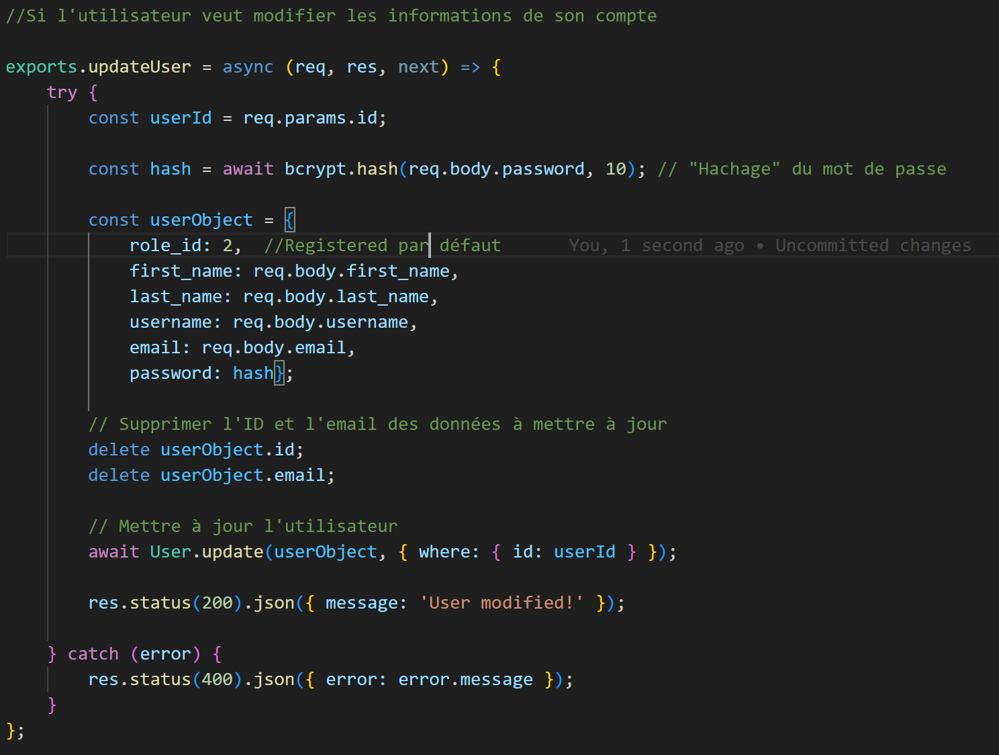 //Si l'utilisateur veut modifier les informations de son compte
exports.updateUser = async (req, res, next) => {
try {
const userId = req.params.id;
const hash = await bcrypt.hash(req.body.password, 10); // "Hachage" du mot de passe
const userObject = {
role_id: 2,  //Registered par défaut You, 1 second ago • Uncommitted changes
first_name: req.body.first_name,
last_name: req.body.last_name,
username: req.body.username,
email: req.body.email,
password: hash};
// Supprimer l'ID et l'email des données à mettre à jour
delete userObject.id;
delete userObject.email;
// Mettre à jour l'utilisateur
await User.update(userObject, { where: { id: userId } });
res.status(200).json({ message: 'User modified!' });
} catch (error) {
res.status(400).json({ error: error.message });
}
};